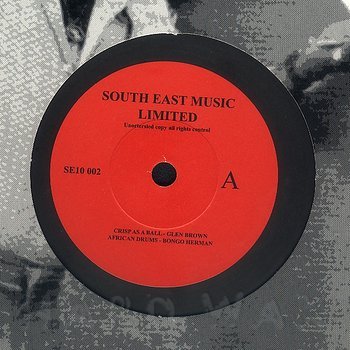 SOUTH EAST MUSIC
LIMITED
Unortorsled copy all rights control
SE10 002
A
CRISP AS A BALL - GLEN BROWN
AFRICAN DRUMS - BONGO HERMAN